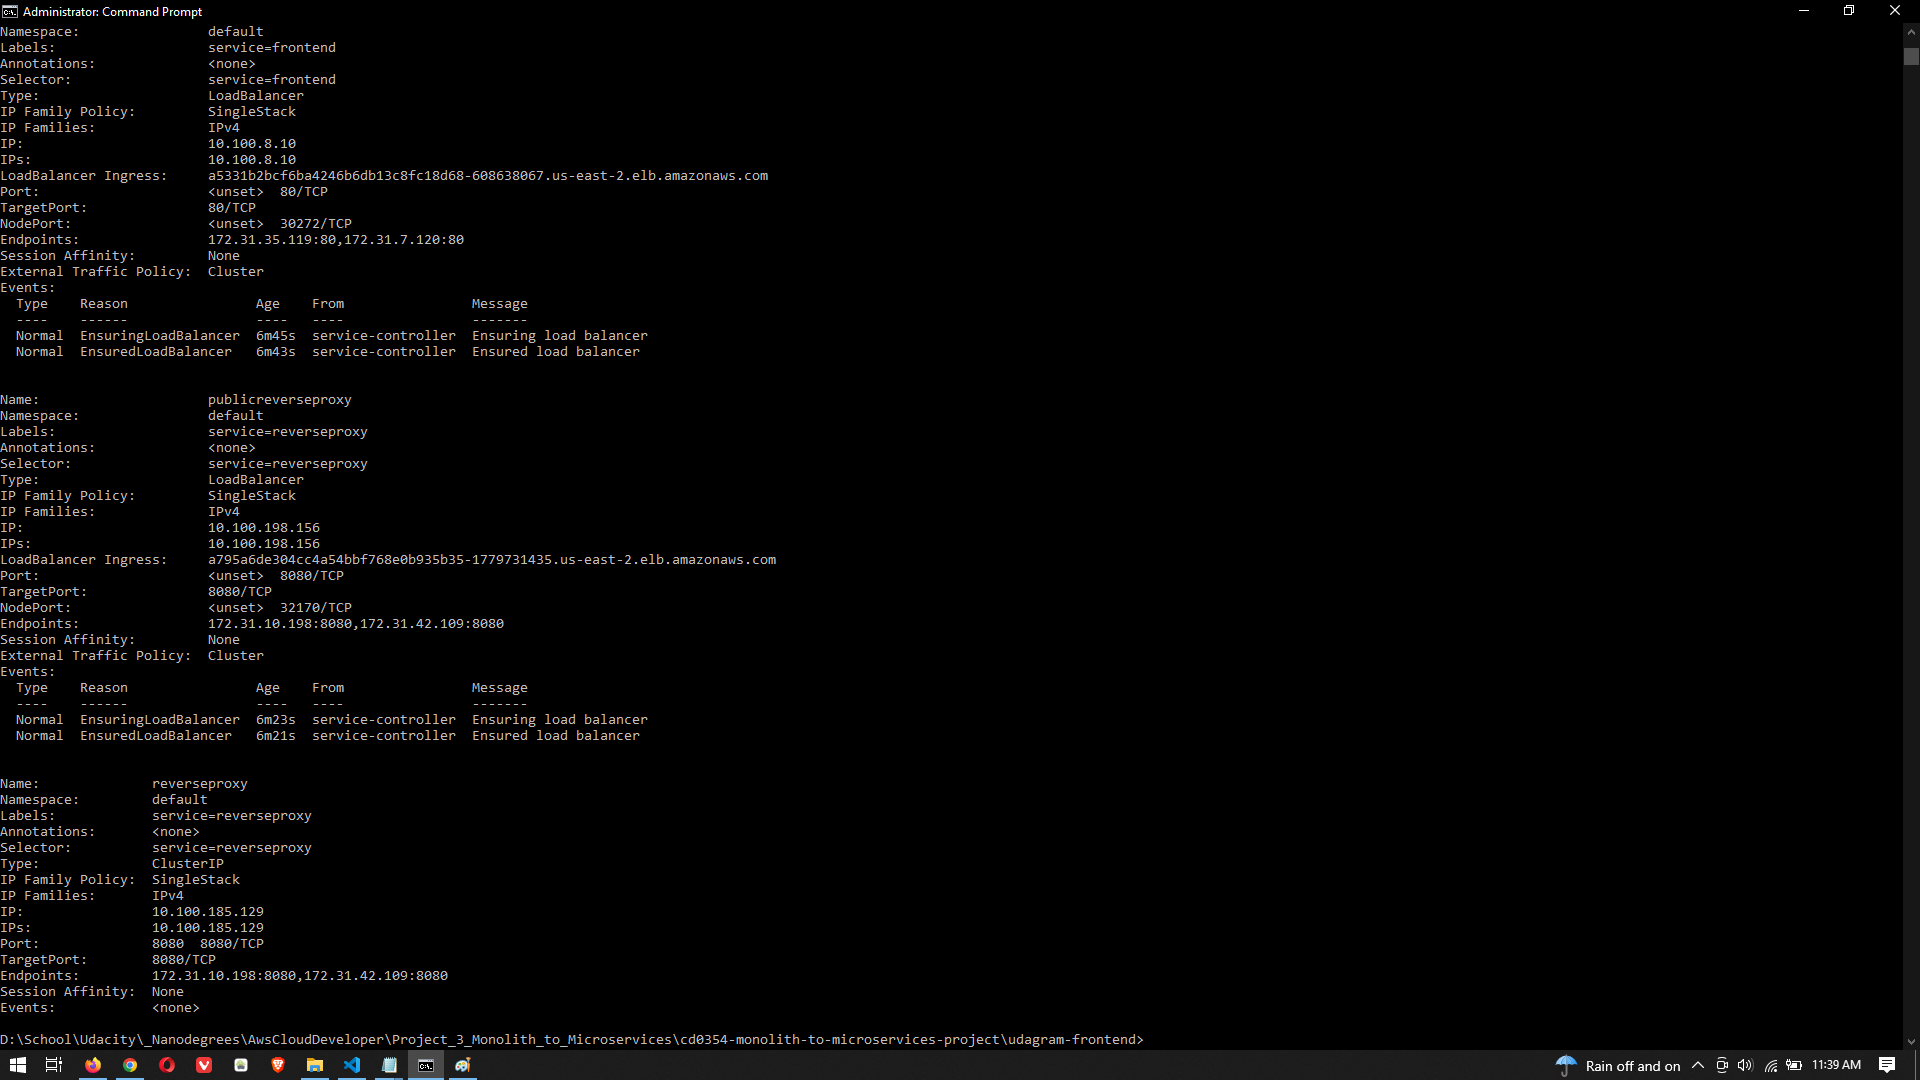 Administrator: Command Prompt
Namespace:                default
Labels:                   service=frontend
Annotations:              <none>
Selector:                 service=frontend
Type:                     LoadBalancer
IP Family Policy:         SingleStack
IP Families:              IPv4
IP:                       10.100.8.10
IPs:                      10.100.8.10
LoadBalancer Ingress:     a5331b2bcf6ba4246b6db13c8fc18d68-608638067.us-east-2.elb.amazonaws.com
Port:                     <unset>  80/TCP
TargetPort:               80/TCP
NodePort:                 <unset>  30272/TCP
Endpoints:                172.31.35.119:80,172.31.7.120:80
Session Affinity:         None
External Traffic Policy:  Cluster
Events:
  Type    Reason                Age    From                Message
  ----    ------                ----   ----                -------
  Normal  EnsuringLoadBalancer  6m45s  service-controller  Ensuring load balancer
  Normal  EnsuredLoadBalancer   6m43s  service-controller  Ensured load balancer
Name:                     publicreverseproxy
Namespace:                default
Labels:                   service=reverseproxy
Annotations:              <none>
Selector:                 service=reverseproxy
Type:                     LoadBalancer
IP Family Policy:         SingleStack
IP Families:              IPv4
IP:                       10.100.198.156
IPs:                      10.100.198.156
LoadBalancer Ingress:     a795a6de304cc4a54bbf768e0b935b35-1779731435.us-east-2.elb.amazonaws.com
Port:                     <unset>  8080/TCP
TargetPort:               8080/TCP
NodePort:                 <unset>  32170/TCP
Endpoints:                172.31.10.198:8080,172.31.42.109:8080
Session Affinity:         None
External Traffic Policy:  Cluster
Events:
  Type    Reason                Age    From                Message
  ----    ------                ----   ----                -------
  Normal  EnsuringLoadBalancer  6m23s  service-controller  Ensuring load balancer
  Normal  EnsuredLoadBalancer   6m21s  service-controller  Ensured load balancer
Name:              reverseproxy
Namespace:         default
Labels:            service=reverseproxy
Annotations:       <none>
Selector:          service=reverseproxy
Type:              ClusterIP
IP Family Policy:  SingleStack
IP Families:       IPv4
IP:                10.100.185.129
IPs:               10.100.185.129
Port:              8080  8080/TCP
TargetPort:        8080/TCP
Endpoints:         172.31.10.198:8080,172.31.42.109:8080
Session Affinity:  None
Events:            <none>
D:\School\Udacity\_Nanodegrees\AwsCloudDeveloper\Project_3_Monolith_to_Microservices\cd0354-monolith-to-microservices-project\udagram-frontend>
Rain off and on 11:39 AM